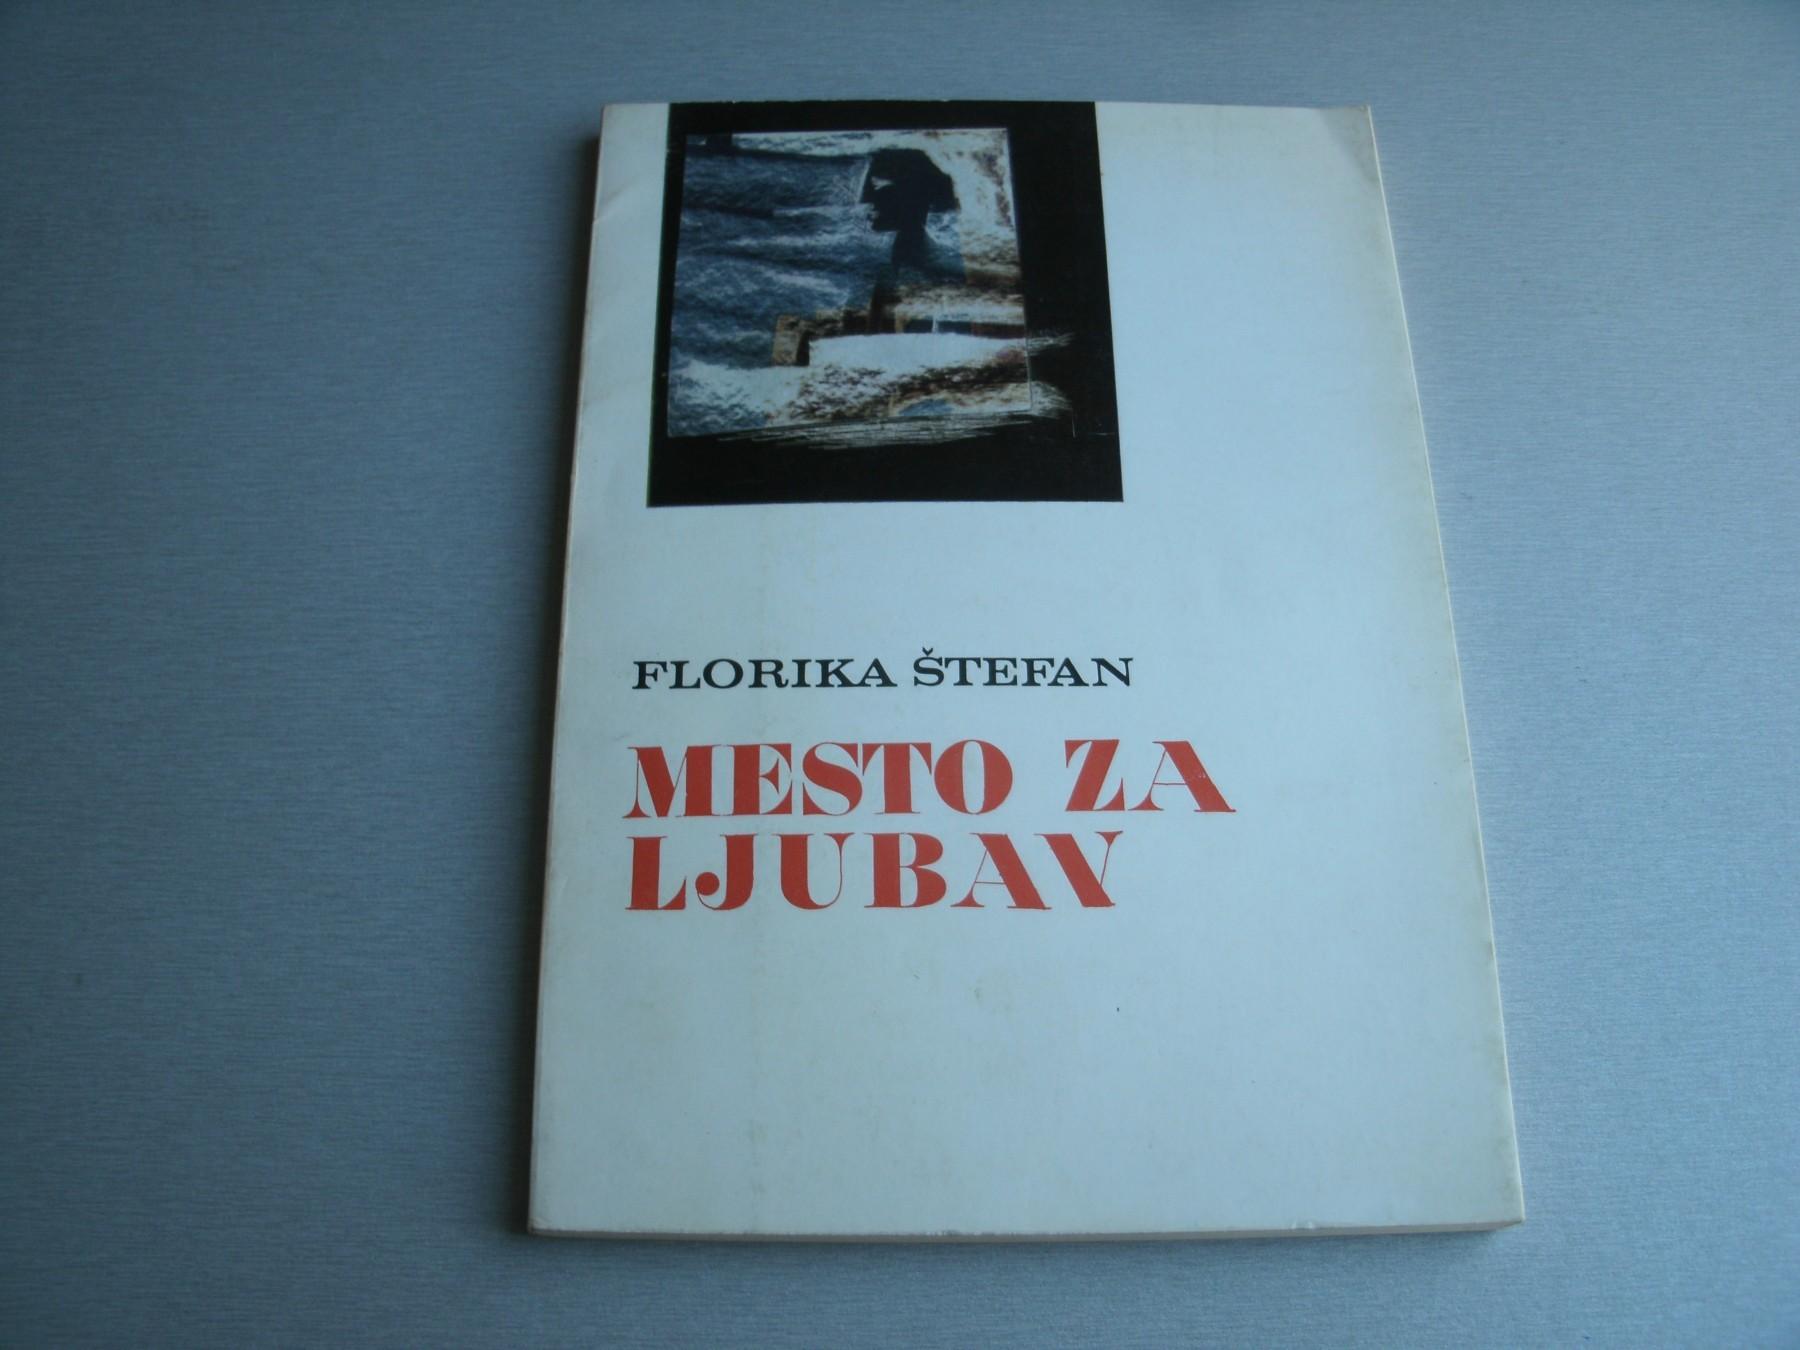 FLORIKA ŠTEFAN
MESTO ZA
LJUBAV